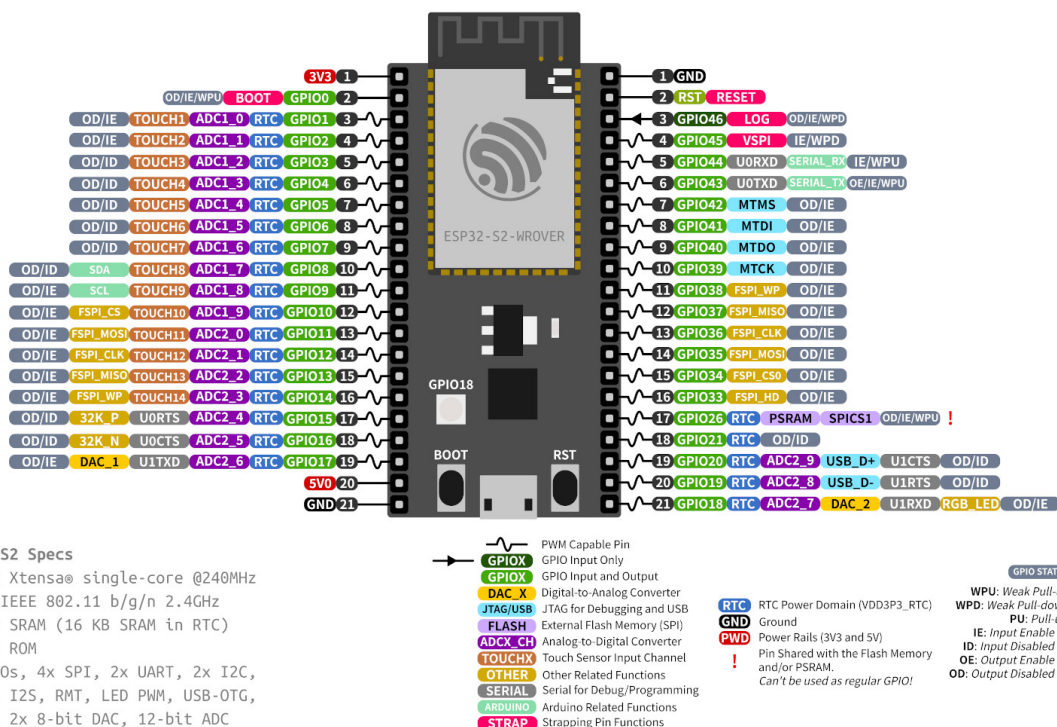 3V3 1
OD/IE/WPU BOOT GPIO0 2
OD/IE TOUCH1 ADC1_0 RTC GPIO1 3
OD/IE TOUCH2 ADC1_1 RTC GPIO2 4
OD/ID TOUCH3 ADC1_2 RTC GPIO3 5
OD/ID TOUCH4 ADC1_3 RTC GPIO4 6
OD/ID TOUCH5 ADC1_4 RTC GPIO5 7
OD/ID TOUCH6 ADC1_5 RTC GPIO6 8
OD/ID TOUCH7 ADC1_6 RTC GPIO7 9
OD/ID SDA TOUCH8 ADC1_7 RTC GPIO8 10
OD/IE SCL TOUCH9 ADC1_8 RTC GPIO9 11
OD/IE FSPI_CS TOUCH10 ADC1_9 RTC GPIO10 12
OD/IE FSPI_MOSI TOUCH11 ADC2_0 RTC GPIO11 13
OD/IE FSPI_CLK TOUCH12 ADC2_1 RTC GPIO12 14
OD/IE FSPI_MISO TOUCH13 ADC2_2 RTC GPIO13 15
OD/IE FSPI_WP TOUCH14 ADC2_3 RTC GPIO14 16
OD/ID 32K_P U0RTS ADC2_4 RTC GPIO15 17
OD/ID 32K_N U0CTS ADC2_5 RTC GPIO16 18
OD/IE DAC_1 U1TXD ADC2_6 RTC GPIO17 19
5V0 20
GND 21
ESP32-S2-WROVER
GPIO18
BOOT RST
1 GND
2 RST RESET
3 GPIO46 LOG OD/IE/WPD
4 GPIO45 VSPI IE/WPD
5 GPIO44 U0RXD SERIAL_RX IE/WPU
6 GPIO43 U0TXD SERIAL_TX OE/IE/WPU
7 GPIO42 MTMS OD/IE
8 GPIO41 MTDI OD/IE
9 GPIO40 MTDO OD/IE
10 GPIO39 MTCK OD/IE
11 GPIO38 FSPI_WP OD/IE
12 GPIO37 FSPI_MISO OD/IE
13 GPIO36 FSPI_CLK OD/IE
14 GPIO35 FSPI_MOSI OD/IE
15 GPIO34 FSPI_CS0 OD/IE
16 GPIO33 FSPI_HD OD/IE
17 GPIO26 RTC PSRAM SPICS1 OD/IE/WPU !
18 GPIO21 RTC OD/ID
19 GPIO20 RTC ADC2_9 USB_D+ U1CTS OD/ID
20 GPIO19 RTC ADC2_8 USB_D- U1RTS OD/ID
21 GPIO18 RTC ADC2_7 DAC_2 U1RXD RGB_LED OD/IE
S2 Specs
Xtensa® single-core @240MHz
IEEE 802.11 b/g/n 2.4GHz
SRAM (16 KB SRAM in RTC)
ROM
Os, 4x SPI, 2x UART, 2x I2C,
I2S, RMT, LED PWM, USB-OTG,
2x 8-bit DAC, 12-bit ADC
PWM Capable Pin
GPIOX GPIO Input Only
GPIOX GPIO Input and Output
DAC_X Digital-to-Analog Converter
JTAG/USB JTAG for Debugging and USB
FLASH External Flash Memory (SPI)
ADCX_CH Analog-to-Digital Converter
TOUCHX Touch Sensor Input Channel
OTHER Other Related Functions
SERIAL Serial for Debug/Programming
ARDUINO Arduino Related Functions
STRAP Strapping Pin Functions
RTC RTC Power Domain (VDD3P3_RTC)
GND Ground
PWD Power Rails (3V3 and 5V)
! Pin Shared with the Flash Memory
and/or PSRAM.
Can't be used as regular GPIO!
GPIO STAT
WPU: Weak Pull-
WPD: Weak Pull-dow
PU: Pull-u
IE: Input Enable
ID: Input Disabled
OE: Output Enable
OD: Output Disabled